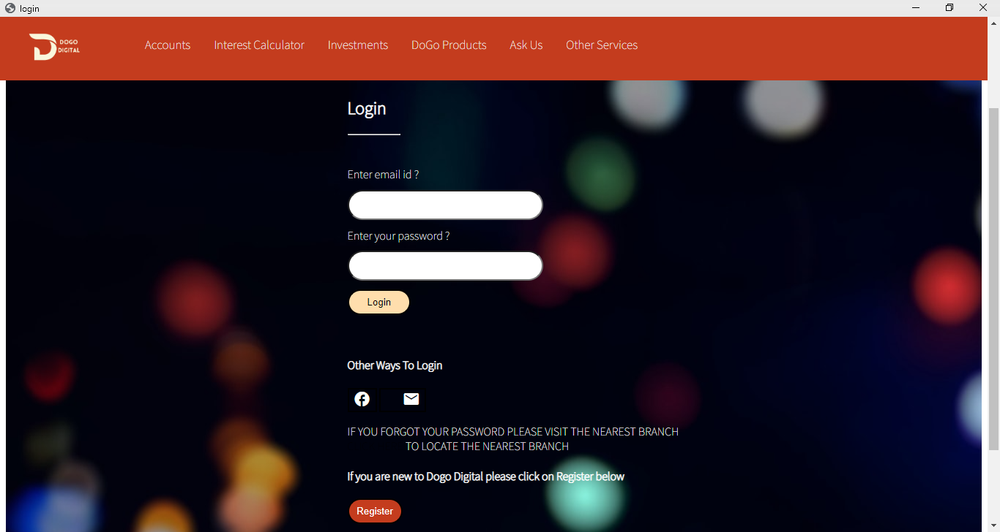 login
DOGO
DIGITAL
Accounts
Interest Calculator
Investments
DoGo Products
Ask Us
Other Services
Login
Enter email id ?
Enter your password ?
Login
Other Ways To Login
IF YOU FORGOT YOUR PASSWORD PLEASE VISIT THE NEAREST BRANCH
TO LOCATE THE NEAREST BRANCH
If you are new to Dogo Digital please click on Register below
Register